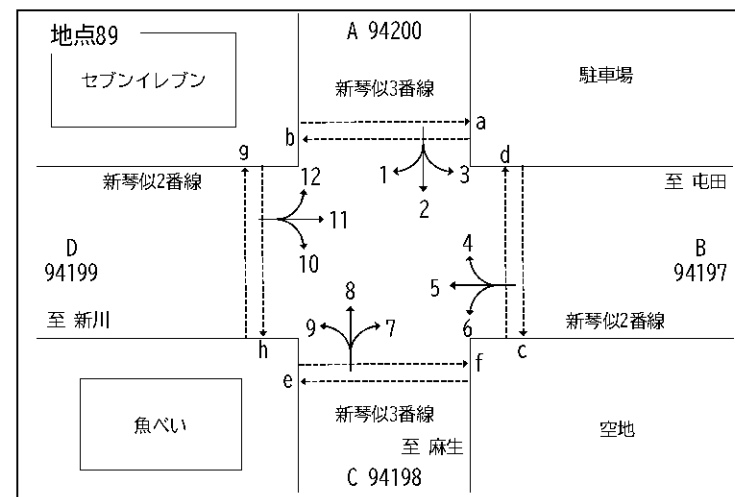 地点89
A 94200
セブンイレブン
駐車場
新琴似3番線
a
b
g
d
新琴似2番線
12
1
3
至 屯田
2
11
4
D
94199
B
94197
10
5
8
至 新川
9
7
6
新琴似2番線
h
f
c
e
新琴似3番線
魚べい
空地
至 麻生
C 94198